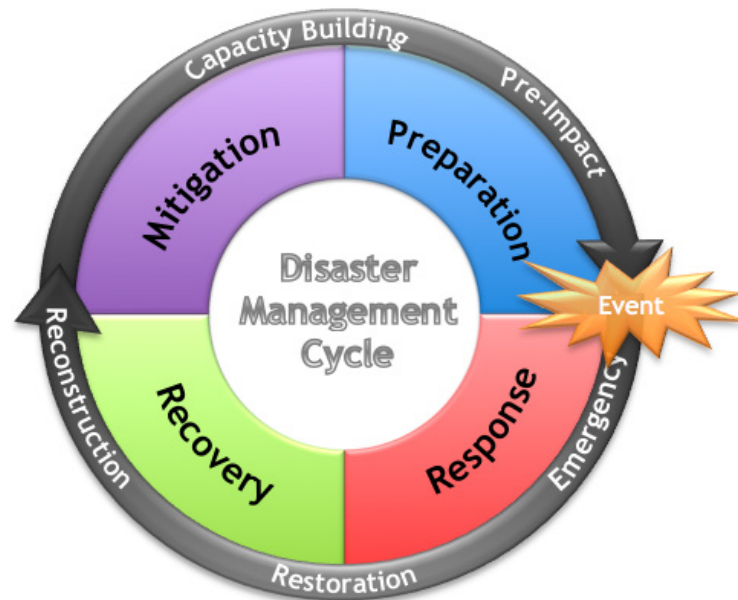 Capacity Building
Pre-Impact
Mitigation
Preparation
Disaster
Management
Cycle
Event
Reconstruction
Recovery
Response
Emergency
Restoration